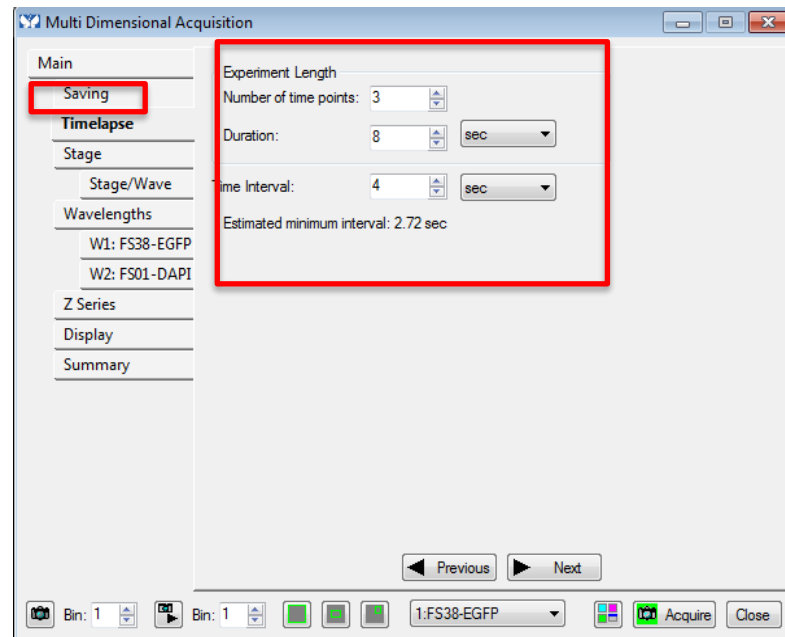 Multi Dimensional Acquisition
Main
Saving
Timelapse
Stage
Stage/Wave
Wavelengths
W1: FS38-EGFP
W2: FS01-DAPI
Z Series
Display
Summary
Experiment Length
Number of time points: 3
Duration: 8 sec
Time Interval: 4 sec
Estimated minimum interval: 2.72 sec
Previous Next
Bin: 1 Bin: 1 1:FS38-EGFP Acquire Close